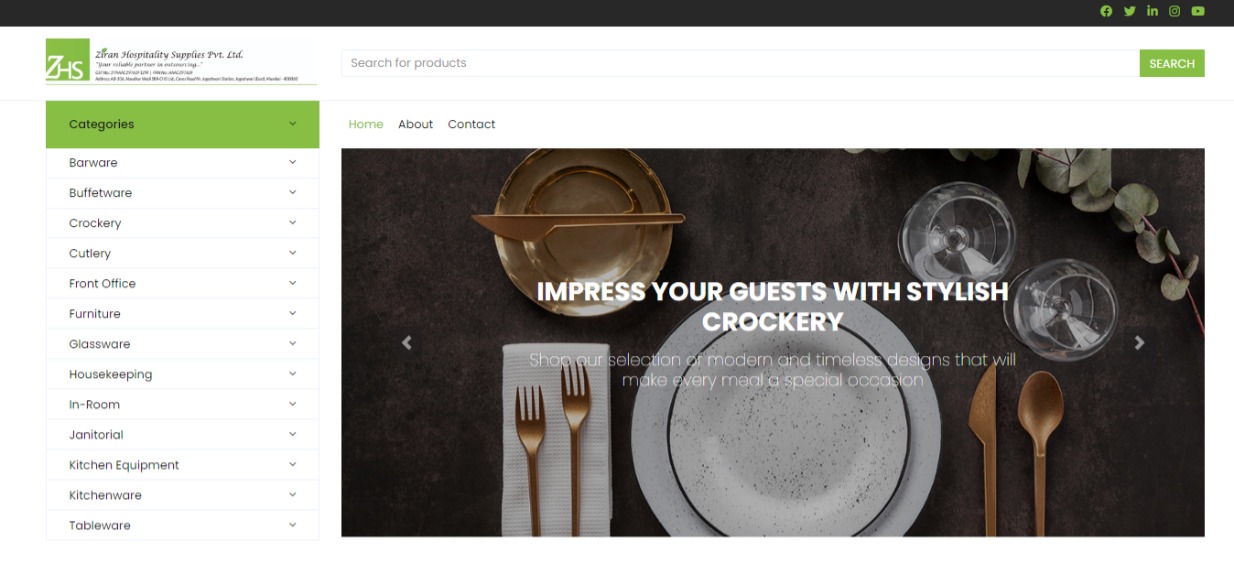 ZHS
Ziran Hospitality Supplies Pvt. Ltd.
"Your reliable partner in outsourcing.."
Search for products
SEARCH
Categories
Home About Contact
Barware
Buffetware
Crockery
Cutlery
Front Office
Furniture
Glassware
Housekeeping
In-Room
Janitorial
Kitchen Equipment
Kitchenware
Tableware
IMPRESS YOUR GUESTS WITH STYLISH
CROCKERY
Shop our selection of modern and timeless designs that will
make every meal a special occasion